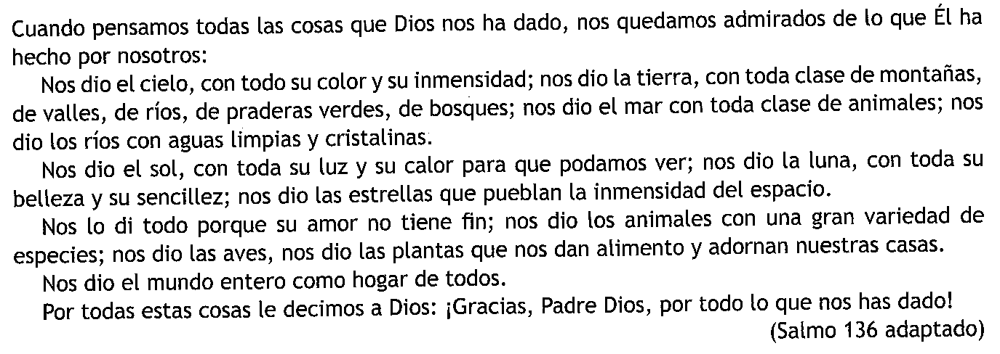 Cuando pensamos todas las cosas que Dios nos ha dado, nos quedamos admirados de lo que Él ha
hecho por nosotros:
Nos dio el cielo, con todo su color y su inmensidad; nos dio la tierra, con toda clase de montañas,
de valles, de ríos, de praderas verdes, de bosques; nos dio el mar con toda clase de animales; nos
dio los ríos con aguas limpias y cristalinas.
Nos dio el sol, con toda su luz y su calor para que podamos ver; nos dio la luna, con toda su
belleza y su sencillez; nos dio las estrellas que pueblan la inmensidad del espacio.
Nos lo di todo porque su amor no tiene fin; nos dio los animales con una gran variedad de
especies; nos dio las aves, nos dio las plantas que nos dan alimento y adornan nuestras casas.
Nos dio el mundo entero como hogar de todos.
Por todas estas cosas le decimos a Dios: ¡Gracias, Padre Dios, por todo lo que nos has dado!
(Salmo 136 adaptado)